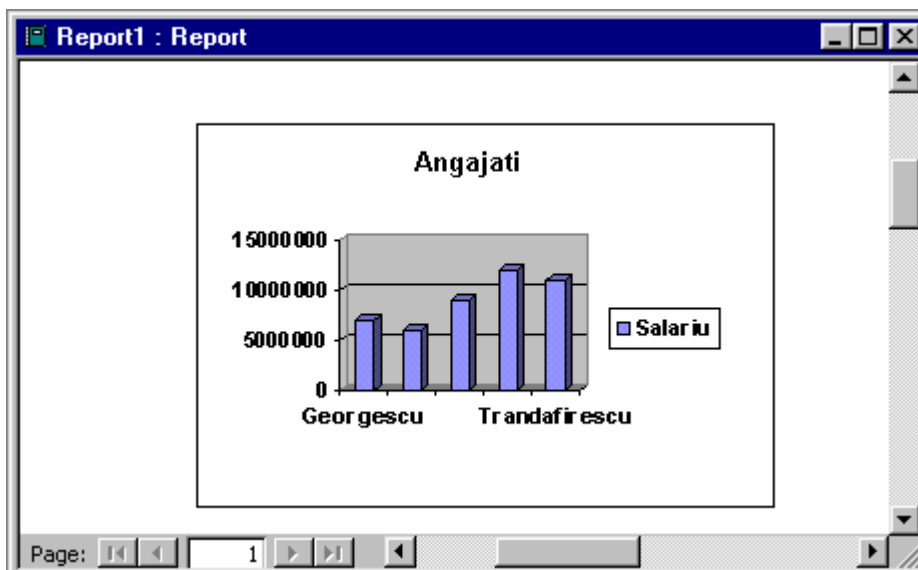 Report1 : Report
Angajati
15000000
10000000
5000000
0
Salariu
Georgescu Trandafirescu
Page: 1